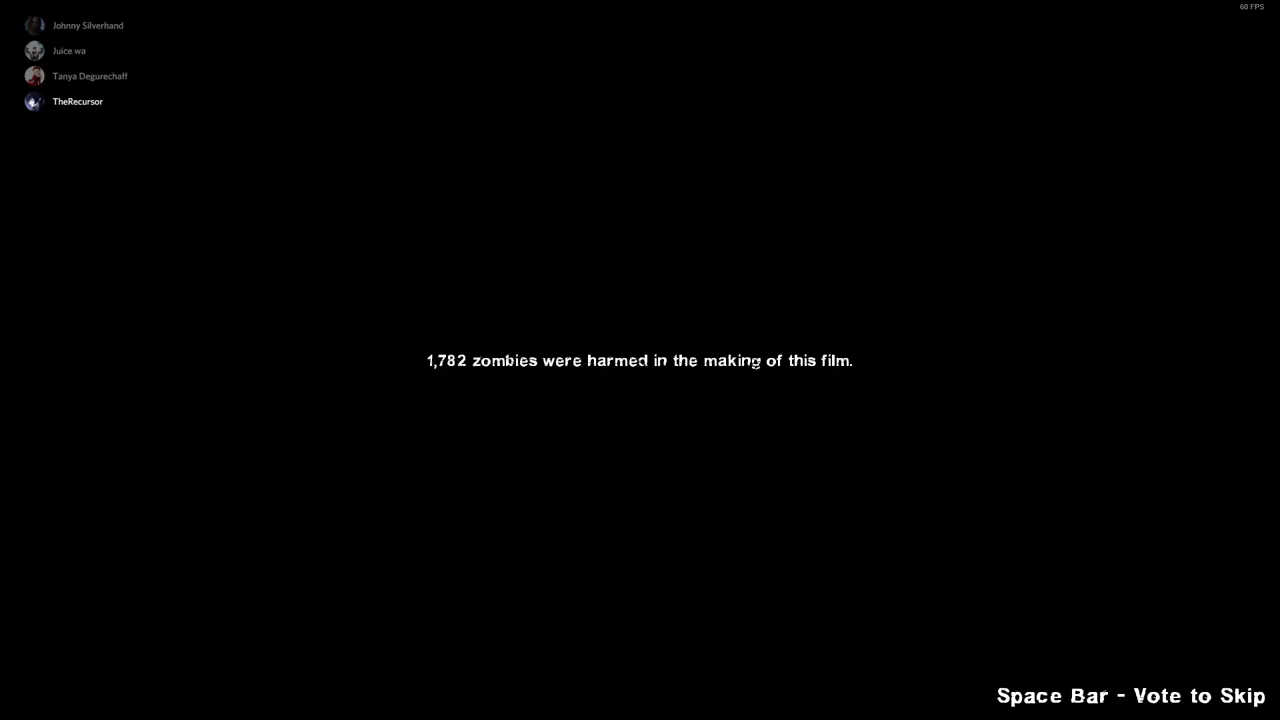 60 FPS
Johnny Silverhand
Juice wa
Tanya Degurechaff
TheRecursor
1,782 zombies were harmed in the making of this film.
Space Bar - Vote to Skip